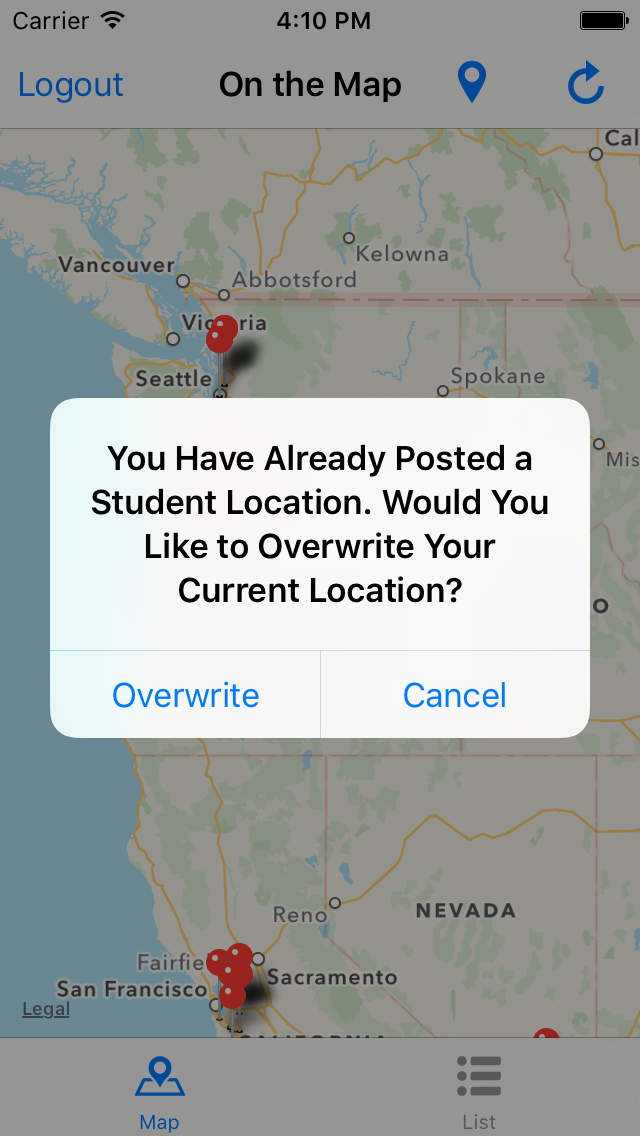 Carrier 4:10 PM
Logout On the Map
Cal
Kelowna
Vancouver
Abbotsford
Seattle
Spokane
Mis
You Have Already Posted a
Student Location. Would You
Like to Overwrite Your
Current Location?
Overwrite Cancel
Reno
NEVADA
Fairfie
Sacramento
San Francisco
Legal
CALIFORNIA
Map List